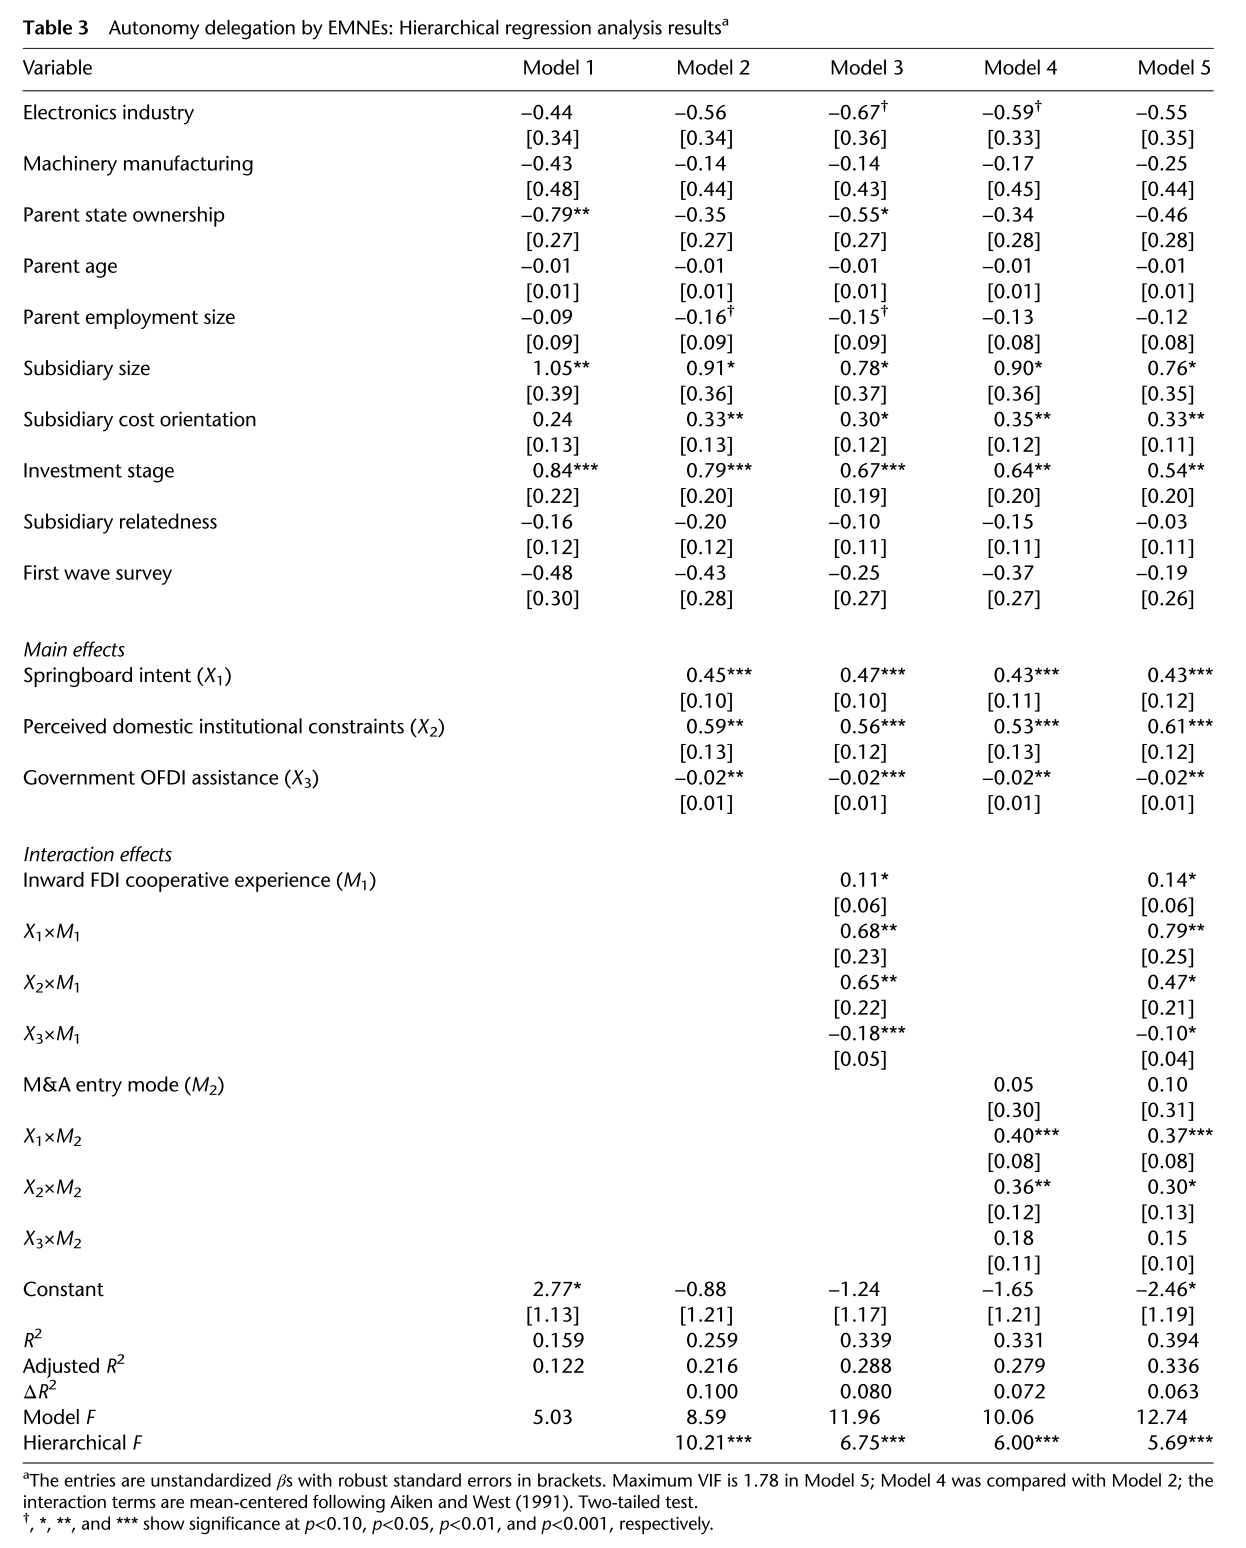 Table 3 Autonomy delegation by EMNEs: Hierarchical regression analysis resultsᵃ
Variable Model 1 Model 2 Model 3 Model 4 Model 5
Electronics industry –0.44 –0.56 –0.67† –0.59† –0.55
[0.34] [0.34] [0.36] [0.33] [0.35]
Machinery manufacturing –0.43 –0.14 –0.14 –0.17 –0.25
[0.48] [0.44] [0.43] [0.45] [0.44]
Parent state ownership –0.79** –0.35 –0.55* –0.34 –0.46
[0.27] [0.27] [0.27] [0.28] [0.28]
Parent age –0.01 –0.01 –0.01 –0.01 –0.01
[0.01] [0.01] [0.01] [0.01] [0.01]
Parent employment size –0.09 –0.16† –0.15† –0.13 –0.12
[0.09] [0.09] [0.09] [0.08] [0.08]
Subsidiary size 1.05** 0.91* 0.78* 0.90* 0.76*
[0.39] [0.36] [0.37] [0.36] [0.35]
Subsidiary cost orientation 0.24 0.33** 0.30* 0.35** 0.33**
[0.13] [0.13] [0.12] [0.12] [0.11]
Investment stage 0.84*** 0.79*** 0.67*** 0.64** 0.54**
[0.22] [0.20] [0.19] [0.20] [0.20]
Subsidiary relatedness –0.16 –0.20 –0.10 –0.15 –0.03
[0.12] [0.12] [0.11] [0.11] [0.11]
First wave survey –0.48 –0.43 –0.25 –0.37 –0.19
[0.30] [0.28] [0.27] [0.27] [0.26]
Main effects
Springboard intent (X₁) 0.45*** 0.47*** 0.43*** 0.43***
[0.10] [0.10] [0.11] [0.12]
Perceived domestic institutional constraints (X₂) 0.59** 0.56*** 0.53*** 0.61***
[0.13] [0.12] [0.13] [0.12]
Government OFDI assistance (X₃) –0.02** –0.02*** –0.02** –0.02**
[0.01] [0.01] [0.01] [0.01]
Interaction effects
Inward FDI cooperative experience (M₁) 0.11* 0.14*
[0.06] [0.06]
X₁×M₁ 0.68** 0.79**
[0.23] [0.25]
X₂×M₁ 0.65** 0.47*
[0.22] [0.21]
X₃×M₁ –0.18*** –0.10*
[0.05] [0.04]
M&A entry mode (M₂) 0.05 0.10
[0.30] [0.31]
X₁×M₂ 0.40*** 0.37***
[0.08] [0.08]
X₂×M₂ 0.36** 0.30*
[0.12] [0.13]
X₃×M₂ 0.18 0.15
[0.11] [0.10]
Constant 2.77* –0.88 –1.24 –1.65 –2.46*
[1.13] [1.21] [1.17] [1.21] [1.19]
R² 0.159 0.259 0.339 0.331 0.394
Adjusted R² 0.122 0.216 0.288 0.279 0.336
ΔR² 0.100 0.080 0.072 0.063
Model F 5.03 8.59 11.96 10.06 12.74
Hierarchical F 10.21*** 6.75*** 6.00*** 5.69***
ᵃThe entries are unstandardized βs with robust standard errors in brackets. Maximum VIF is 1.78 in Model 5; Model 4 was compared with Model 2; the
interaction terms are mean-centered following Aiken and West (1991). Two-tailed test.
†, *, **, and *** show significance at p<0.10, p<0.05, p<0.01, and p<0.001, respectively.